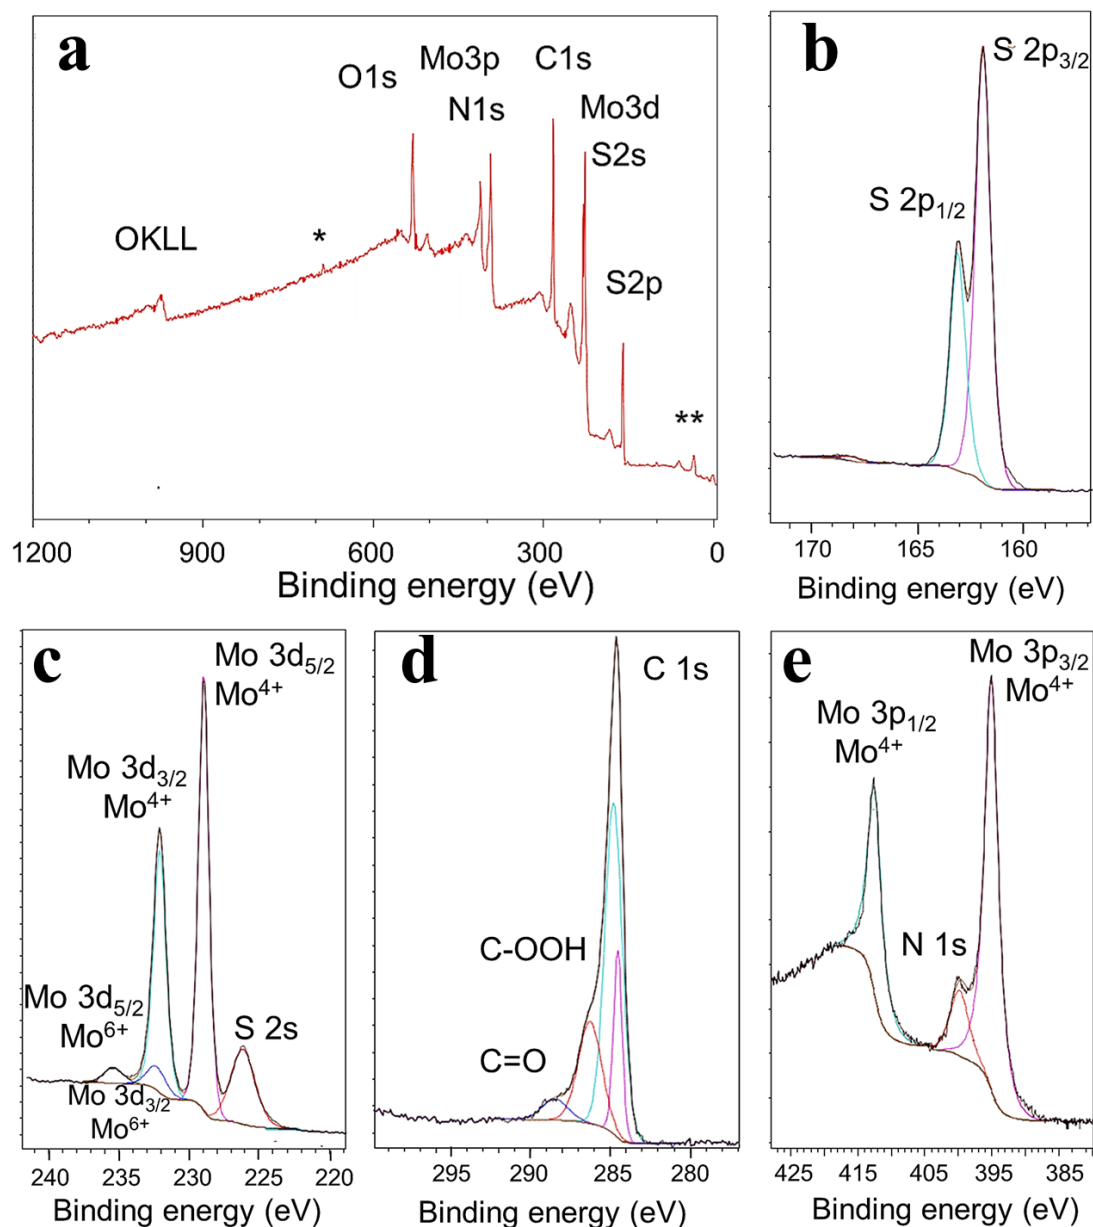 a
O1s
Mo3p
N1s
C1s
Mo3d
S2s
OKLL
*
S2p
**
1200 900 600 300 0
Binding energy (eV)
b
S 2p3/2
S 2p1/2
170 165 160
Binding energy (eV)
c
Mo 3d5/2
Mo4+
Mo 3d3/2
Mo4+
Mo 3d5/2
Mo6+
S 2s
Mo 3d3/2
Mo6+
240 235 230 225 220
Binding energy (eV)
d
C 1s
C-OOH
C=O
295 290 285 280
Binding energy (eV)
e
Mo 3p3/2
Mo4+
Mo 3p1/2
Mo4+
N 1s
425 415 405 395 385
Binding energy (eV)